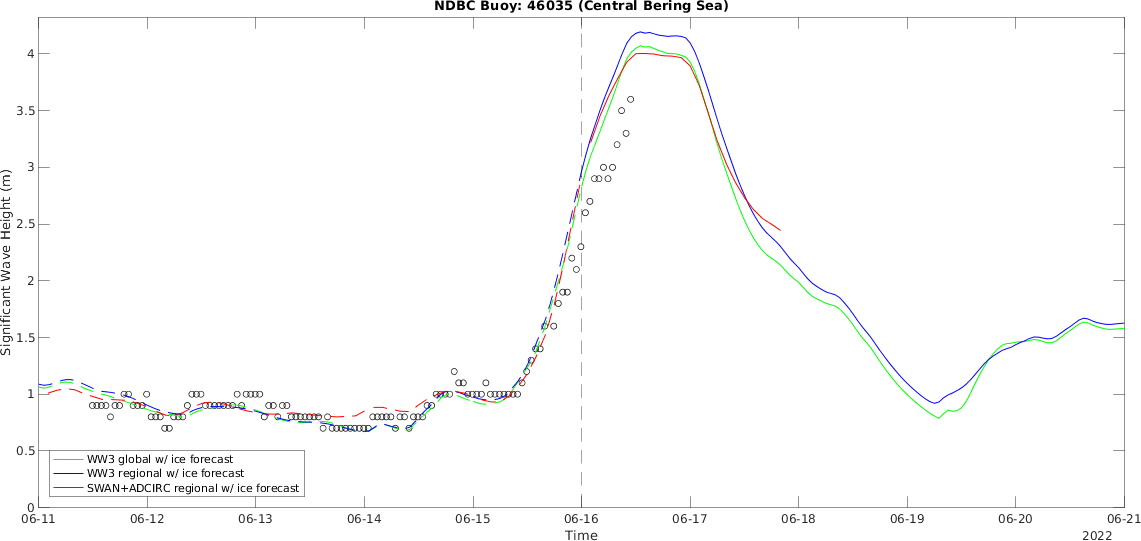 NDBC Buoy: 46035 (Central Bering Sea)
Significant Wave Height (m)
4
3.5
3
2.5
2
1.5
1
0.5
0
WW3 global w/ ice forecast
WW3 regional w/ ice forecast
SWAN+ADCIRC regional w/ ice forecast
06-11 06-12 06-13 06-14 06-15 06-16 06-17 06-18 06-19 06-20 06-21
Time
2022